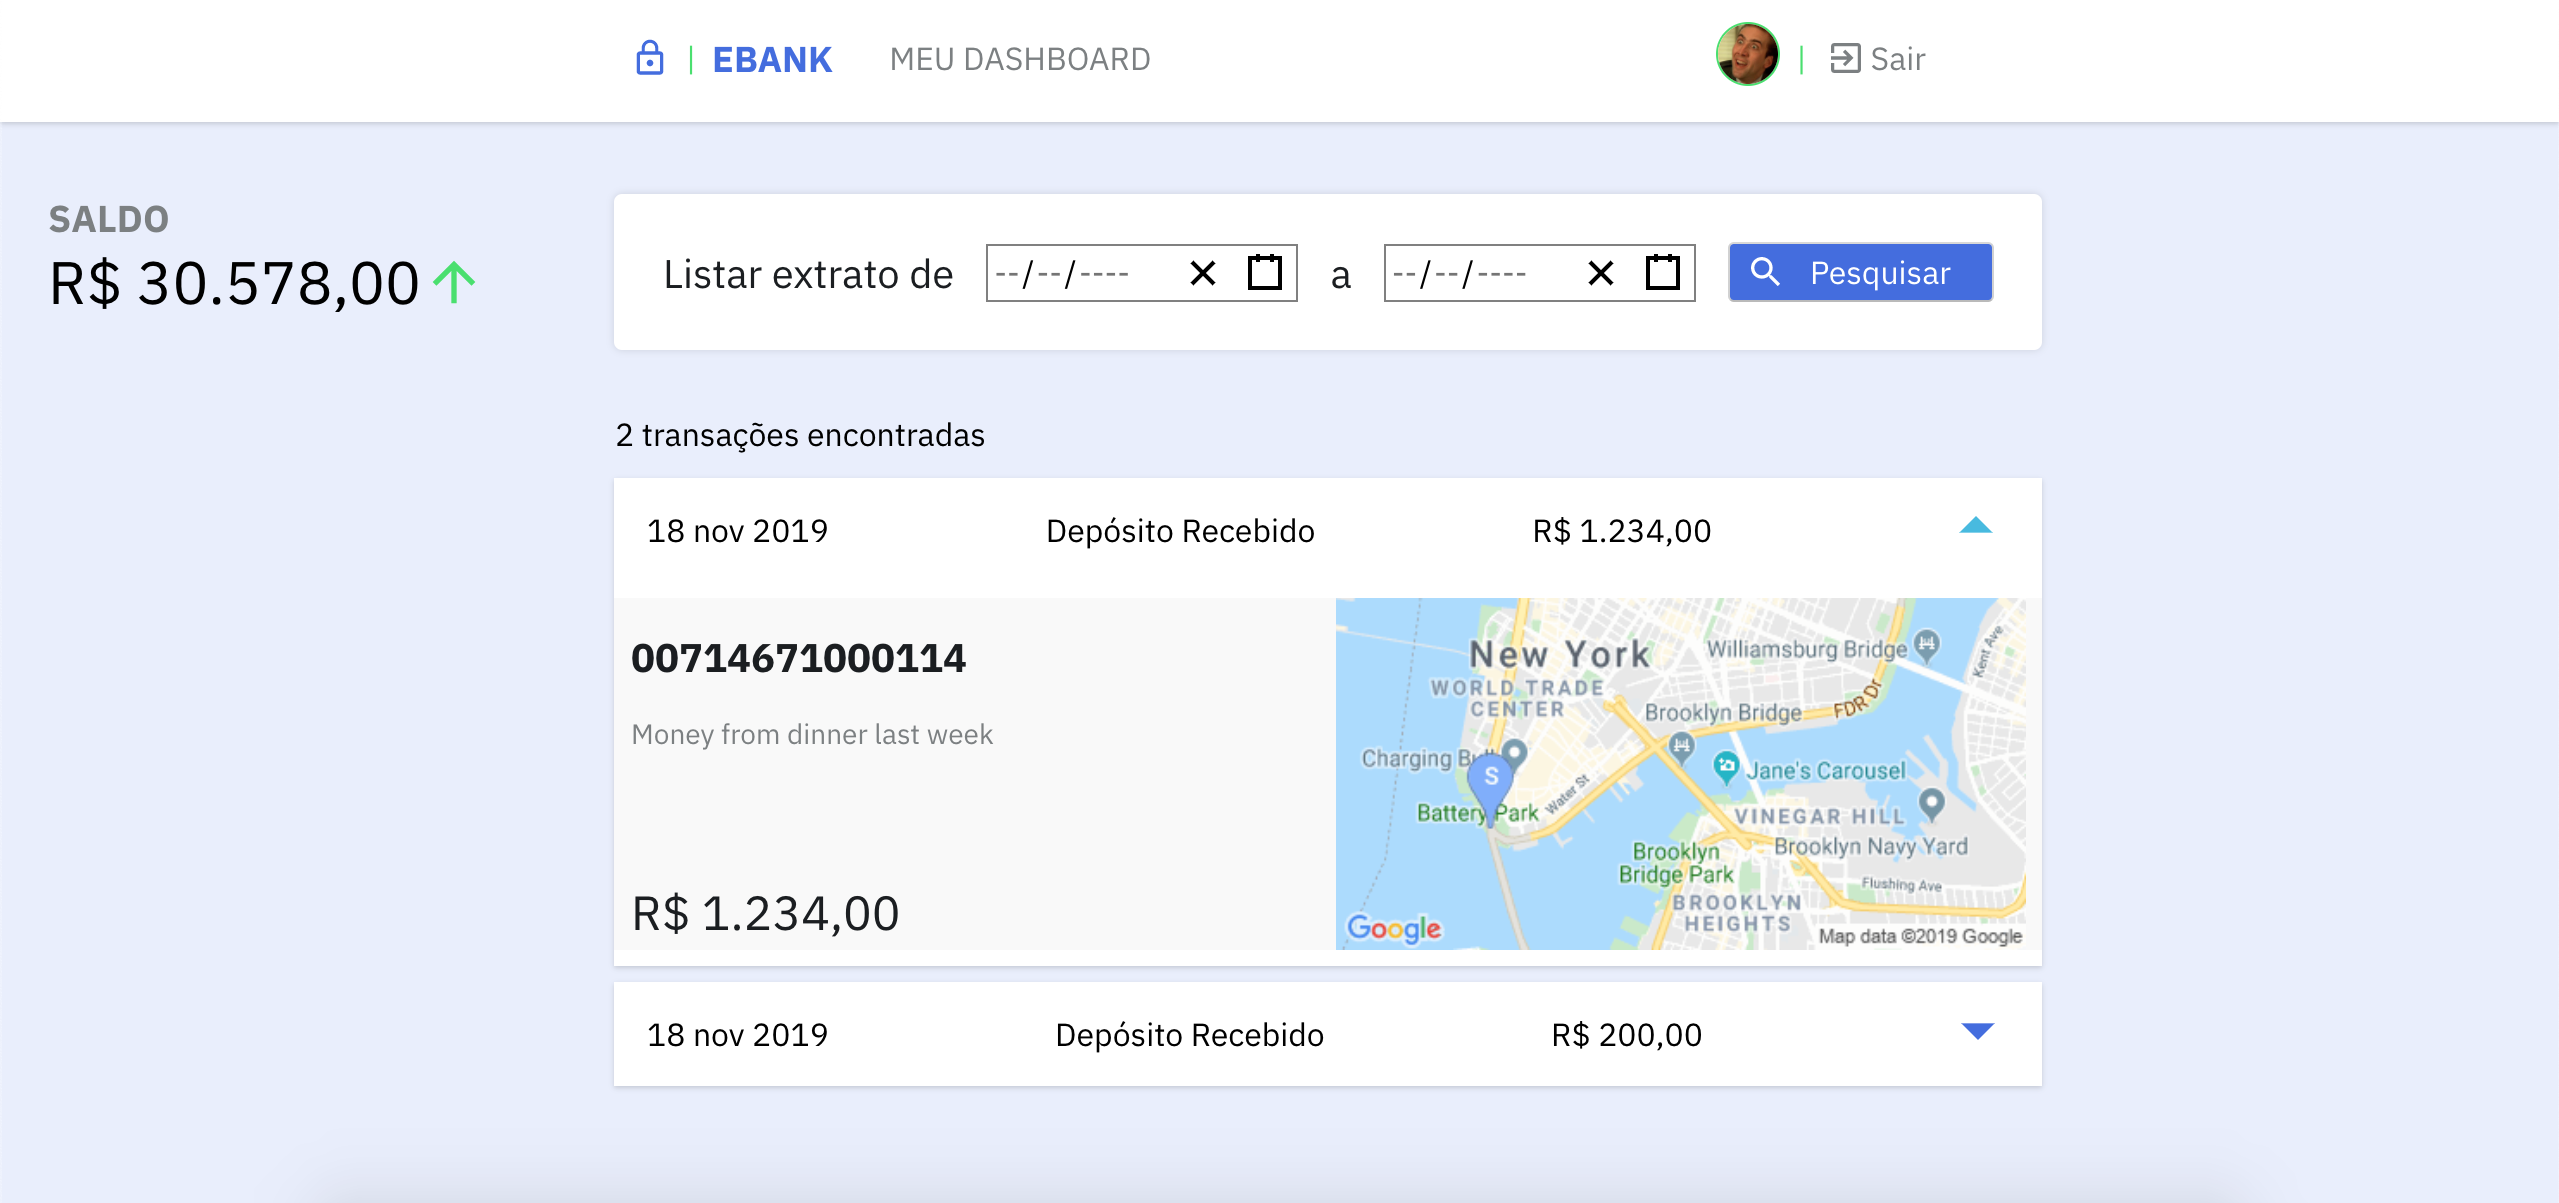 EBANK MEU DASHBOARD Sair
SALDO
R$ 30.578,00
Listar extrato de --/--/---- a --/--/---- Pesquisar
2 transações encontradas
18 nov 2019 Depósito Recebido R$ 1.234,00
00714671000114
Money from dinner last week
R$ 1.234,00
New York
WORLD TRADE
CENTER
Williamsburg Bridge
Kent Ave
FDR Dr
Brooklyn Bridge
Charging Bull
S
Jane's Carousel
Water St
Battery Park
VINEGAR HILL
Brooklyn Navy Yard
Brooklyn
Bridge Park
Flushing Ave
BROOKLYN
HEIGHTS
Google
Map data ©2019 Google
18 nov 2019 Depósito Recebido R$ 200,00